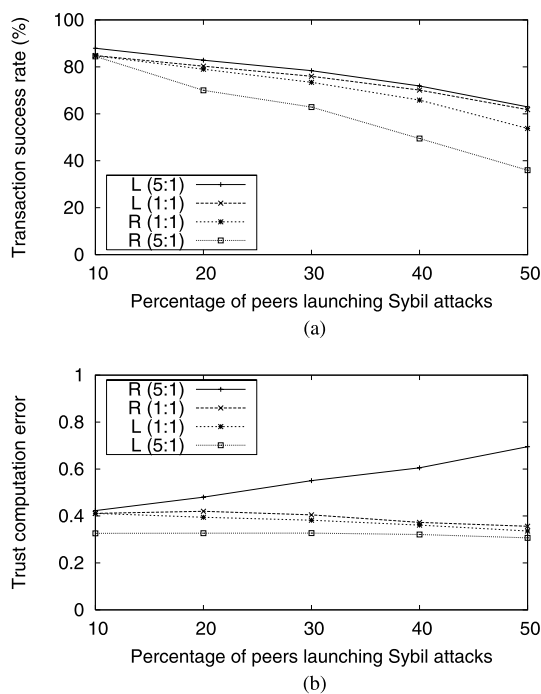 Transaction success rate (%)
100
80
60
40
20
0
L (5:1)
L (1:1)
R (1:1)
R (5:1)
10 20 30 40 50
Percentage of peers launching Sybil attacks
(a)
Trust computation error
1
0.8
0.6
0.4
0.2
0
R (5:1)
R (1:1)
L (1:1)
L (5:1)
10 20 30 40 50
Percentage of peers launching Sybil attacks
(b)